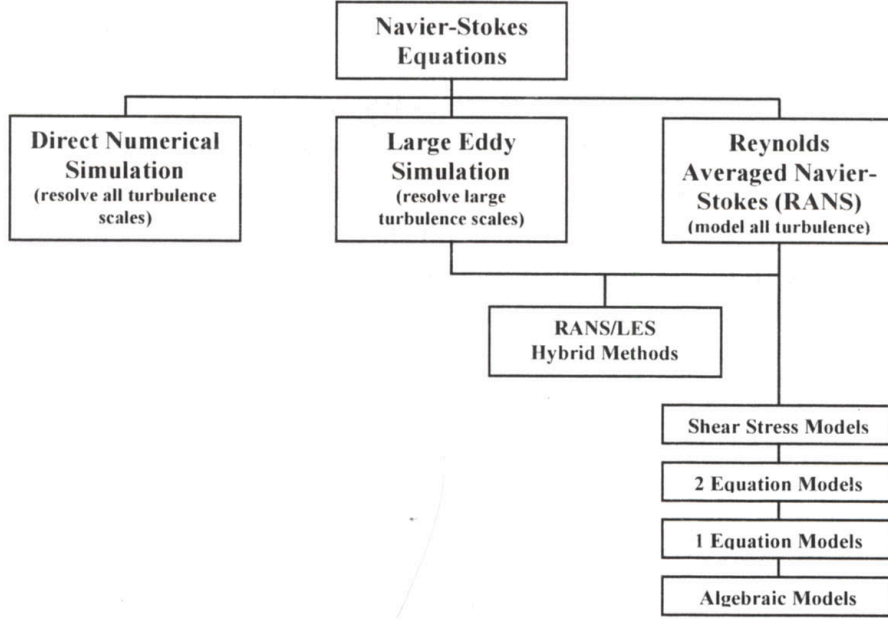 Navier-Stokes
Equations
Direct Numerical
Simulation
(resolve all turbulence
scales)
Large Eddy
Simulation
(resolve large
turbulence scales)
Reynolds
Averaged Navier-
Stokes (RANS)
(model all turbulence)
RANS/LES
Hybrid Methods
Shear Stress Models
2 Equation Models
1 Equation Models
Algebraic Models